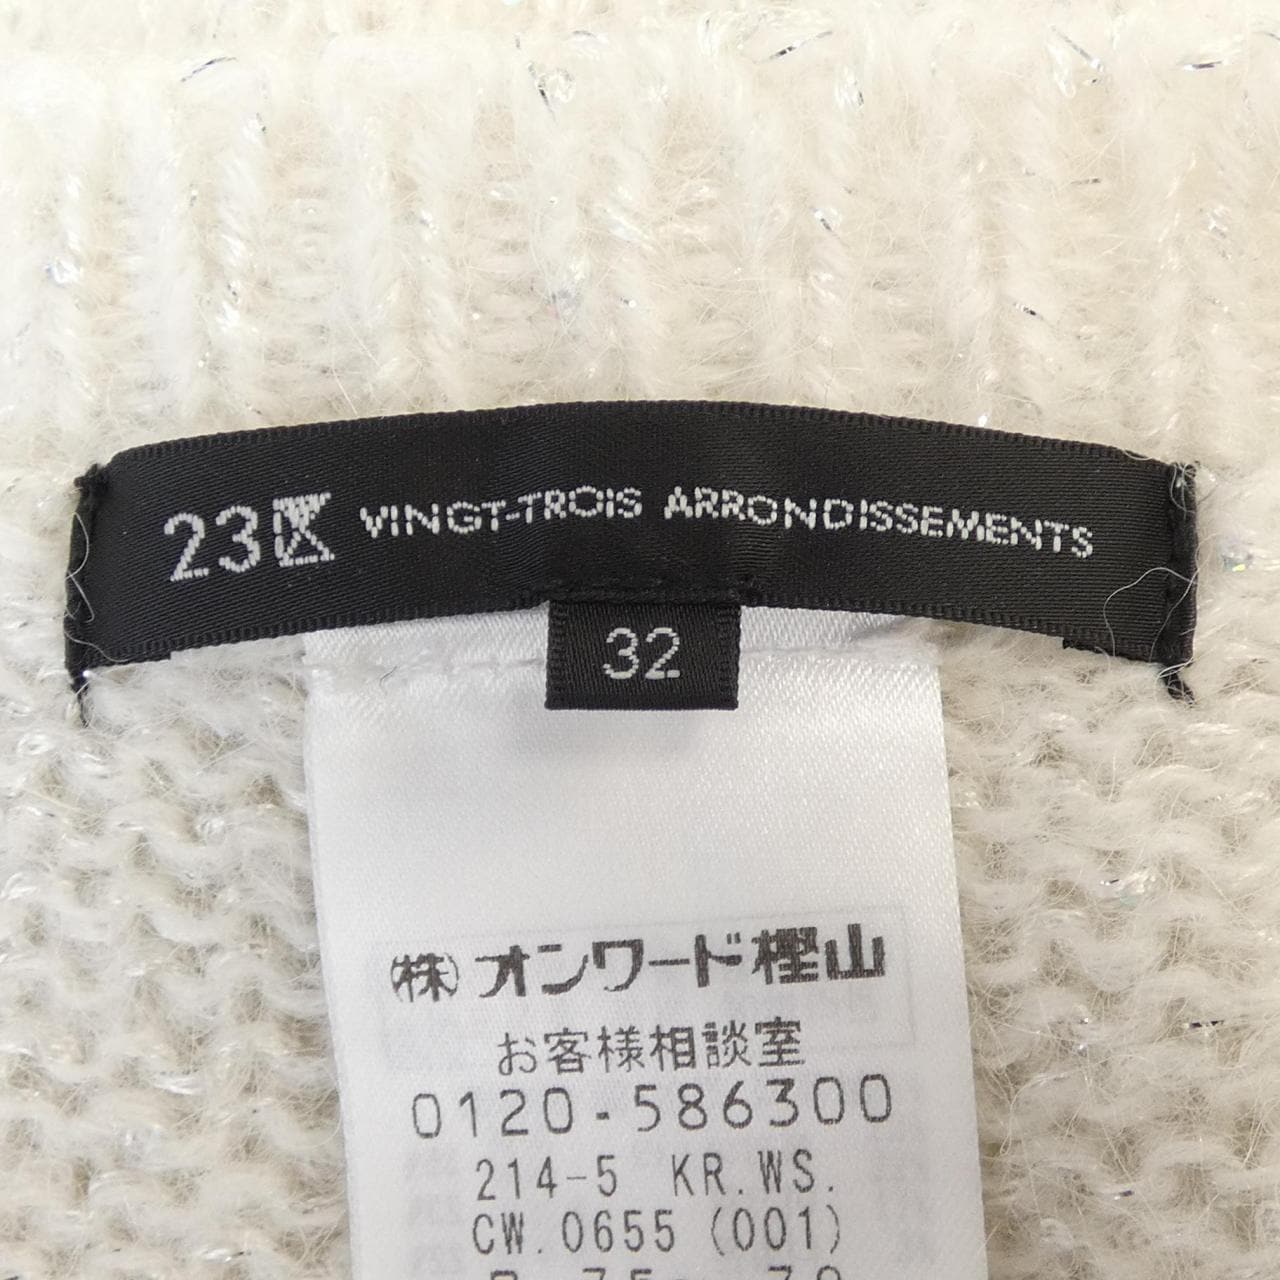 23区 VINGT-TROIS ARRONDISSEMENTS
32
(株)オンワード樫山
お客様相談室
0120-586300
214-5 KR.WS.
CW.0655 (001)